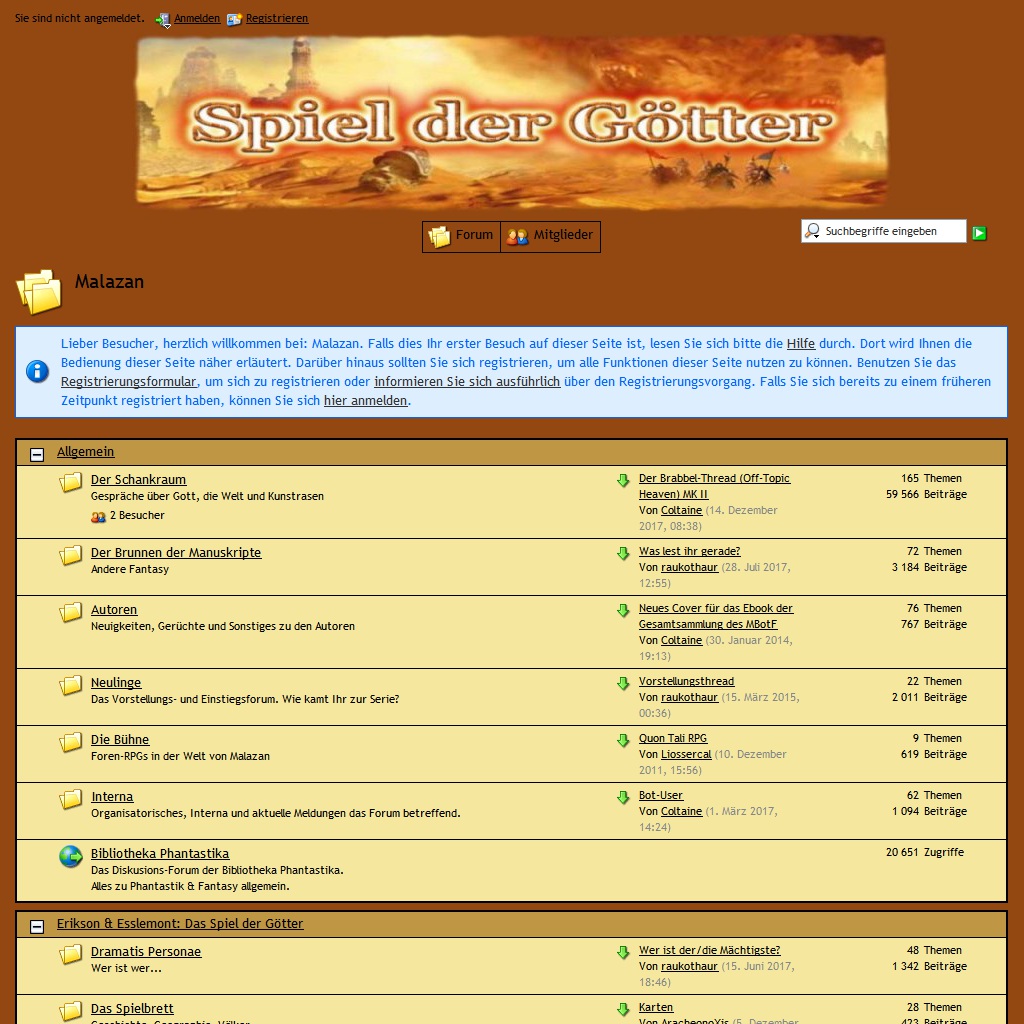 Sie sind nicht angemeldet. Anmelden Registrieren
Spiel der Götter
Forum Mitglieder
Suchbegriffe eingeben
Malazan
Lieber Besucher, herzlich willkommen bei: Malazan. Falls dies Ihr erster Besuch auf dieser Seite ist, lesen Sie sich bitte die Hilfe durch. Dort wird Ihnen die
Bedienung dieser Seite näher erläutert. Darüber hinaus sollten Sie sich registrieren, um alle Funktionen dieser Seite nutzen zu können. Benutzen Sie das
Registrierungsformular, um sich zu registrieren oder informieren Sie sich ausführlich über den Registrierungsvorgang. Falls Sie sich bereits zu einem früheren
Zeitpunkt registriert haben, können Sie sich hier anmelden.
Allgemein
Der Schankraum
Gespräche über Gott, die Welt und Kunstrasen
2 Besucher
Der Brabbel-Thread (Off-Topic
Heaven) MK II
Von Coltaine (14. Dezember
2017, 08:38)
165 Themen
59 566 Beiträge
Der Brunnen der Manuskripte
Andere Fantasy
Was lest ihr gerade?
Von raukothaur (28. Juli 2017,
12:55)
72 Themen
3 184 Beiträge
Autoren
Neuigkeiten, Gerüchte und Sonstiges zu den Autoren
Neues Cover für das Ebook der
Gesamtsammlung des MBotF
Von Coltaine (30. Januar 2014,
19:13)
76 Themen
767 Beiträge
Neulinge
Das Vorstellungs- und Einstiegsforum. Wie kamt Ihr zur Serie?
Vorstellungsthread
Von raukothaur (15. März 2015,
00:36)
22 Themen
2 011 Beiträge
Die Bühne
Foren-RPGs in der Welt von Malazan
Quon Tali RPG
Von Liossercal (10. Dezember
2011, 15:56)
9 Themen
619 Beiträge
Interna
Organisatorisches, Interna und aktuelle Meldungen das Forum betreffend.
Bot-User
Von Coltaine (1. März 2017,
14:24)
62 Themen
1 094 Beiträge
Bibliotheka Phantastika
Das Diskusions-Forum der Bibliotheka Phantastika.
Alles zu Phantastik & Fantasy allgemein.
20 651 Zugriffe
Erikson & Esslemont: Das Spiel der Götter
Dramatis Personae
Wer ist wer...
Wer ist der/die Mächtigste?
Von raukothaur (15. Juni 2017,
18:46)
48 Themen
1 342 Beiträge
Das Spielbrett
Geschichte, Geographie, Völker
Karten
Von AracheonoXis (5. Dezember
28 Themen
423 Beiträge